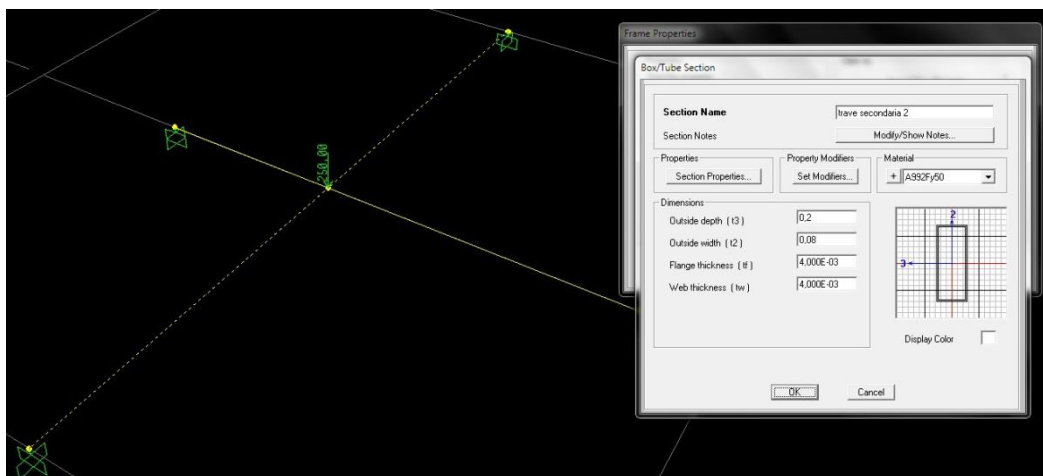 Frame Properties
Box/Tube Section
Section Name
trave secondaria 2
Section Notes
Modify/Show Notes...
Properties
Section Properties...
Property Modifiers
Set Modifiers...
Material
+
A992Fy50
Dimensions
Outside depth ( t3 )
0,2
Outside width ( t2 )
0,08
Flange thickness ( tf )
4,000E-03
Web thickness ( tw )
4,000E-03
2
3
Display Color
OK
Cancel
250.00